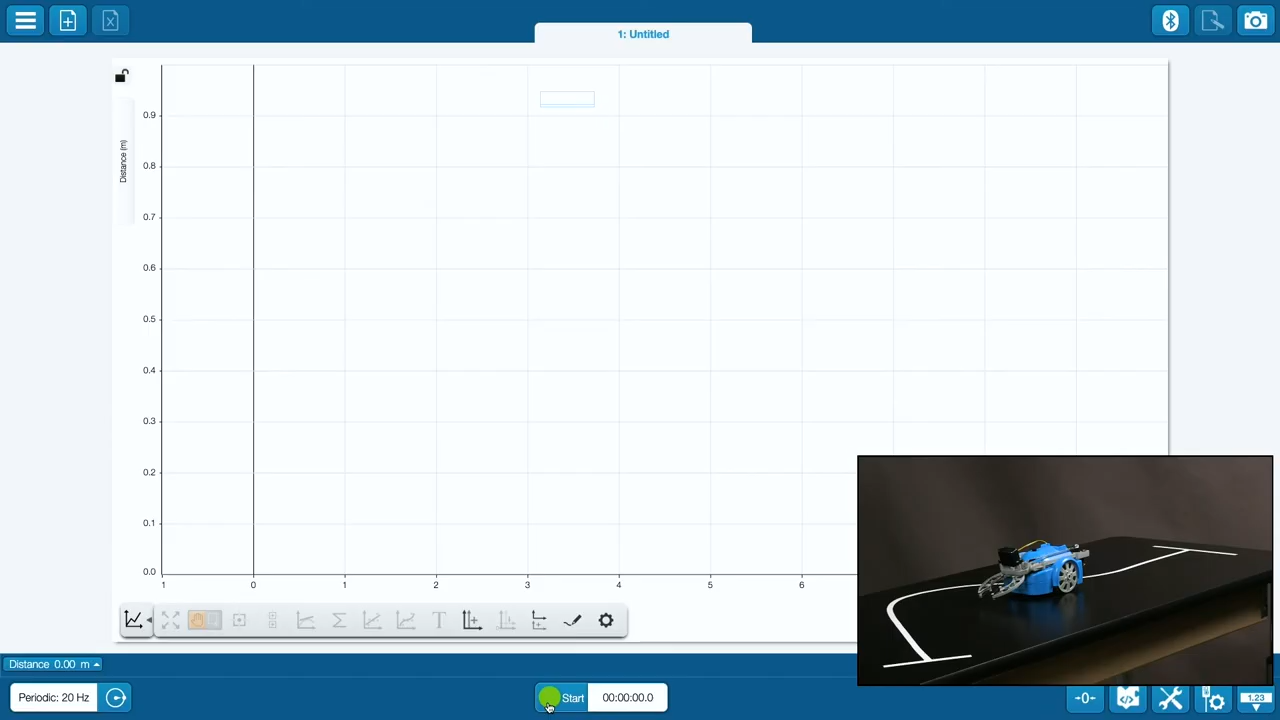 1: Untitled
Distance (m)
0.9
0.8
0.7
0.6
0.5
0.4
0.3
0.2
0.1
0.0
1 0 1 2 3 4 5 6
T
Distance 0.00 m
Periodic: 20 Hz
Start 00:00:00.0
-0-
1.23